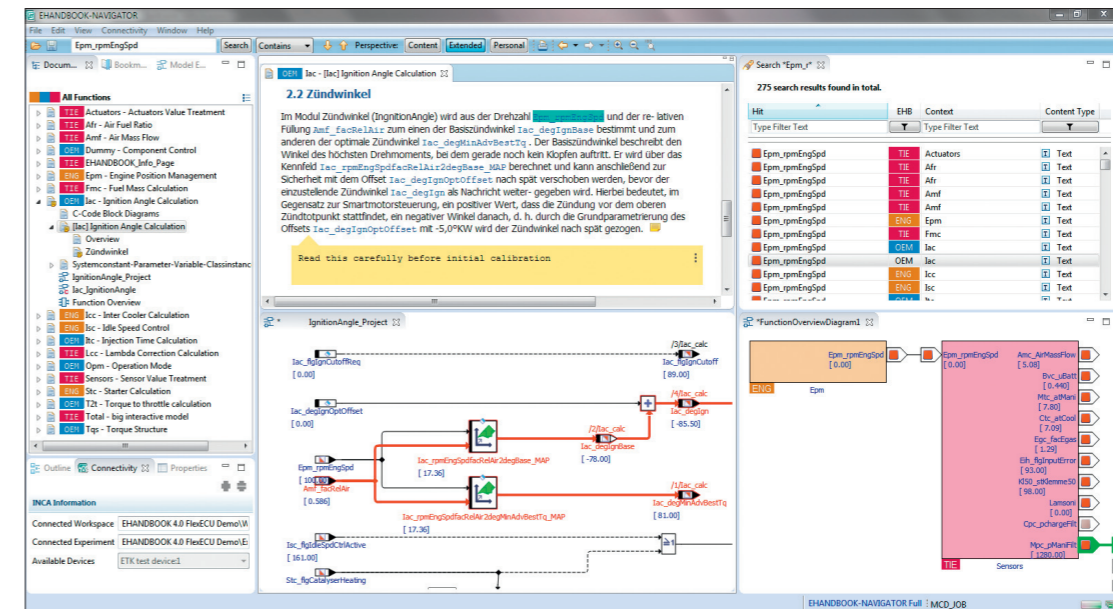 EHANDBOOK-NAVIGATOR
File Edit View Connectivity Window Help
Epm_rpmEngSpd Search Contains Perspective: Content Extended Personal
Docum... Bookm... Model E...
All Functions
TIE Actuators - Actuators Value Treatment
TIE Afr - Air Fuel Ratio
TIE Amf - Air Mass Flow
OEM Dummy - Component Control
TIE EHANDBOOK_Info_Page
ENG Epm - Engine Position Management
TIE Fmc - Fuel Mass Calculation
OEM Iac - Ignition Angle Calculation
C-Code Block Diagrams
[Iac] Ignition Angle Calculation
Overview
Zündwinkel
Systemconstant-Parameter-Variable-Classinstanc
IgnitionAngle_Project
Iac_IgnitionAngle
Function Overview
ENG Icc - Inter Cooler Calculation
ENG Isc - Idle Speed Control
OEM Itc - Injection Time Calculation
TIE Lcc - Lambda Correction Calculation
OEM Opm - Operation Mode
TIE Sensors - Sensor Value Treatment
ENG Stc - Starter Calculation
OEM T2t - Torque to throttle calculation
TIE Total - big interactive model
OEM Tqs - Torque Structure
Outline Connectivity Properties
INCA Information
Connected Workspace EHANDBOOK 4.0 FlexECU Demo\W
Connected Experiment EHANDBOOK 4.0 FlexECU Demo\E
Available Devices ETK test device:1
OEM Iac - [Iac] Ignition Angle Calculation
2.2 Zündwinkel
Im Modul Zündwinkel (IngnitionAngle) wird aus der Drehzahl Epm_rpmEngSpd und der re- lativen
Füllung Amf_facRelAir zum einen der Basiszündwinkel Iac_degIgnBase bestimmt und zum
anderen der optimale Zündwinkel Iac_degMinAdvBestTq . Der Basiszündwinkel beschreibt den
Winkel des höchsten Drehmoments, bei dem gerade noch kein Klopfen auftritt. Er wird über das
Kennfeld Iac_rpmEngSpdfacRelAir2degBase_MAP berechnet und kann anschließend zur
Sicherheit mit dem Offset Iac_degIgnOptOffset nach spät verschoben werden, bevor der
einzustellende Zündwinkel Iac_degIgn als Nachricht weiter- gegeben wird. Hierbei bedeutet, im
Gegensatz zur Smartmotorsteuerung, ein positiver Wert, dass die Zündung vor dem oberen
Zündtotpunkt stattfindet, ein negativer Winkel danach, d. h. durch die Grundparametrierung des
Offsets Iac_degIgnOptOffset mit -5,0°KW wird der Zündwinkel nach spät gezogen.
Read this carefully before initial calibration
* IgnitionAngle_Project
/3/Iac_calc
Iac_flgIgnCutoffReq
[ 0.00]
Iac_flgIgnCutoff
[ 89.00]
/4/Iac_calc
Iac_degIgnOptOffset
[ 0.00]
Iac_degIgn
[ -85.50]
/2/Iac_calc
Iac_degIgnBase
[ -78.00]
Iac_rpmEngSpdfacRelAir2degBase_MAP
[ 17.36]
Epm_rpmEngSpd
Amf_facRelAir
[ 0.586]
/1/Iac_calc
Iac_degMinAdvBestTq
[ 81.00]
Iac_rpmEngSpdfacRelAir2degMinAdvBestTq_MAP
[ 17.36]
Isc_flgIdleSpdCtrlActive
[ 161.00]
≥1
Stc_flgCatalyserHeating
Search "Epm_r"
275 search results found in total.
Hit EHB Context Content Type
Type Filter Text Type Filter Text
Epm_rpmEngSpd TIE Actuators T Text
Epm_rpmEngSpd TIE Afr T Text
Epm_rpmEngSpd TIE Afr T Text
Epm_rpmEngSpd TIE Amf T Text
Epm_rpmEngSpd TIE Amf T Text
Epm_rpmEngSpd ENG Epm T Text
Epm_rpmEngSpd TIE Fmc T Text
Epm_rpmEngSpd OEM Iac T Text
Epm_rpmEngSpd OEM Iac T Text
Epm_rpmEngSpd ENG Icc T Text
Epm_rpmEngSpd ENG Isc T Text
*FunctionOverviewDiagram1
Epm_rpmEngSpd
[ 0.00]
ENG Epm
Epm_rpmEngSpd
[ 0.00]
Amc_AirMassFlow
[ 5.08]
Bvc_uBatt
[ 0.440]
Mtc_atMani
[ 7.80]
Ctc_atCool
[ 7.09]
Egc_facEgas
[ 1.29]
Eih_flgInputError
[ 93.00]
Kl50_stKlemme50
[ 98.00]
Lamsoni
[ 0.00]
Cpc_pchargeFilt
Mpc_pManiFilt
[ 1280.00]
TIE Sensors
EHANDBOOK-NAVIGATOR Full MCD_JOB